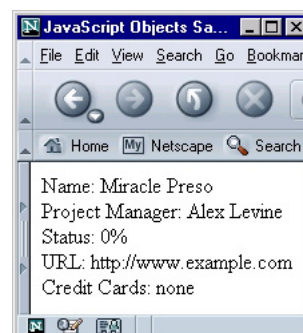 JavaScript Objects Sa...
File Edit View Search Go Bookmar
Home My Netscape Search
Name: Miracle Preso
Project Manager: Alex Levine
Status: 0%
URL: http://www.example.com
Credit Cards: none